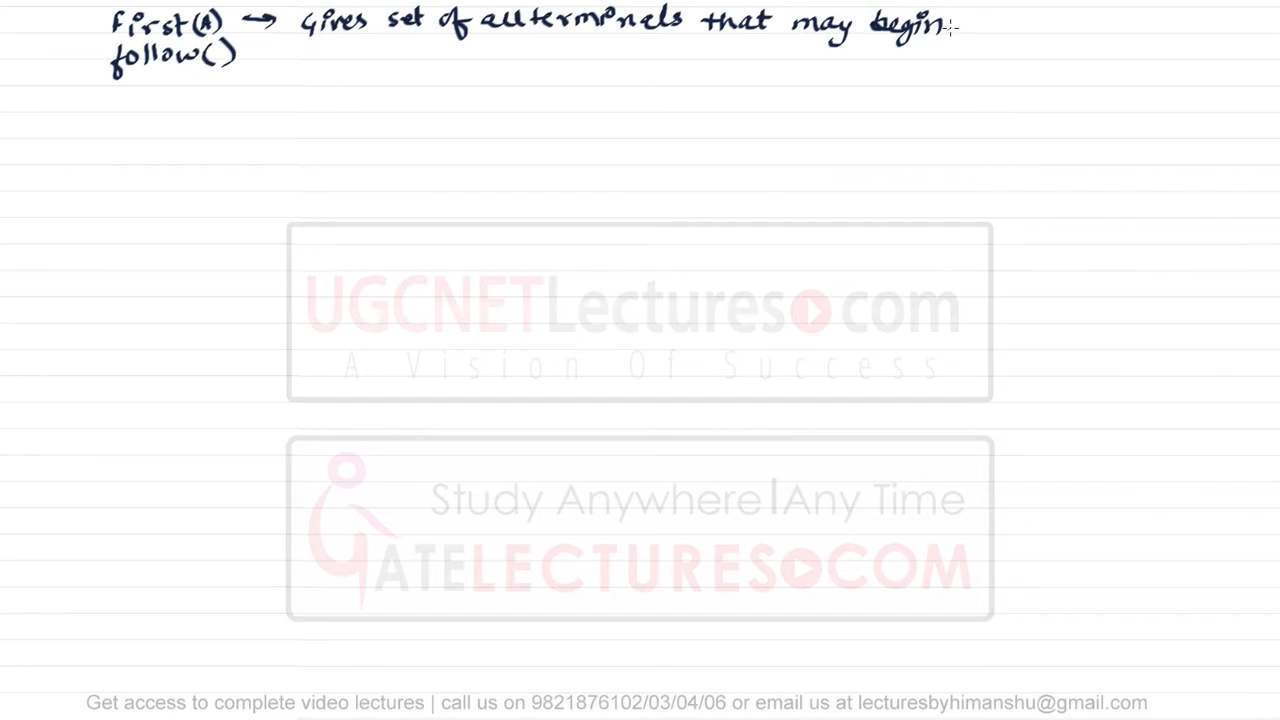 first(A) → Gives set of all terminals that may begin
follow()
UGCNETLectures.com
A Vision Of Success
Study Anywhere|Any Time
GATELECTURES.COM
Get access to complete video lectures | call us on 9821876102/03/04/06 or email us at lecturesbyhimanshu@gmail.com